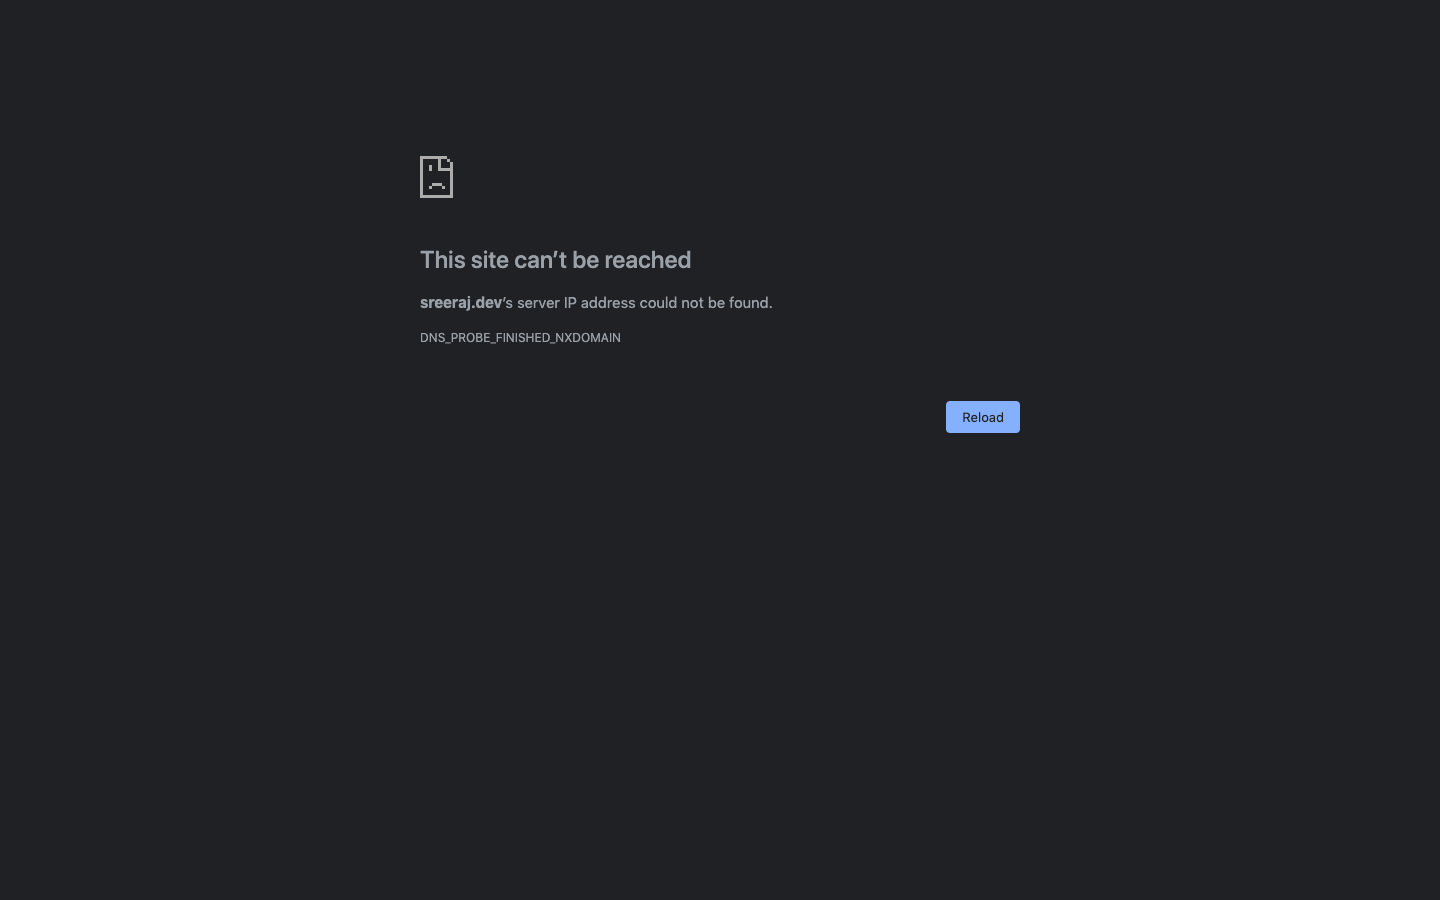 This site can’t be reached
sreeraj.dev’s server IP address could not be found.
DNS_PROBE_FINISHED_NXDOMAIN
Reload